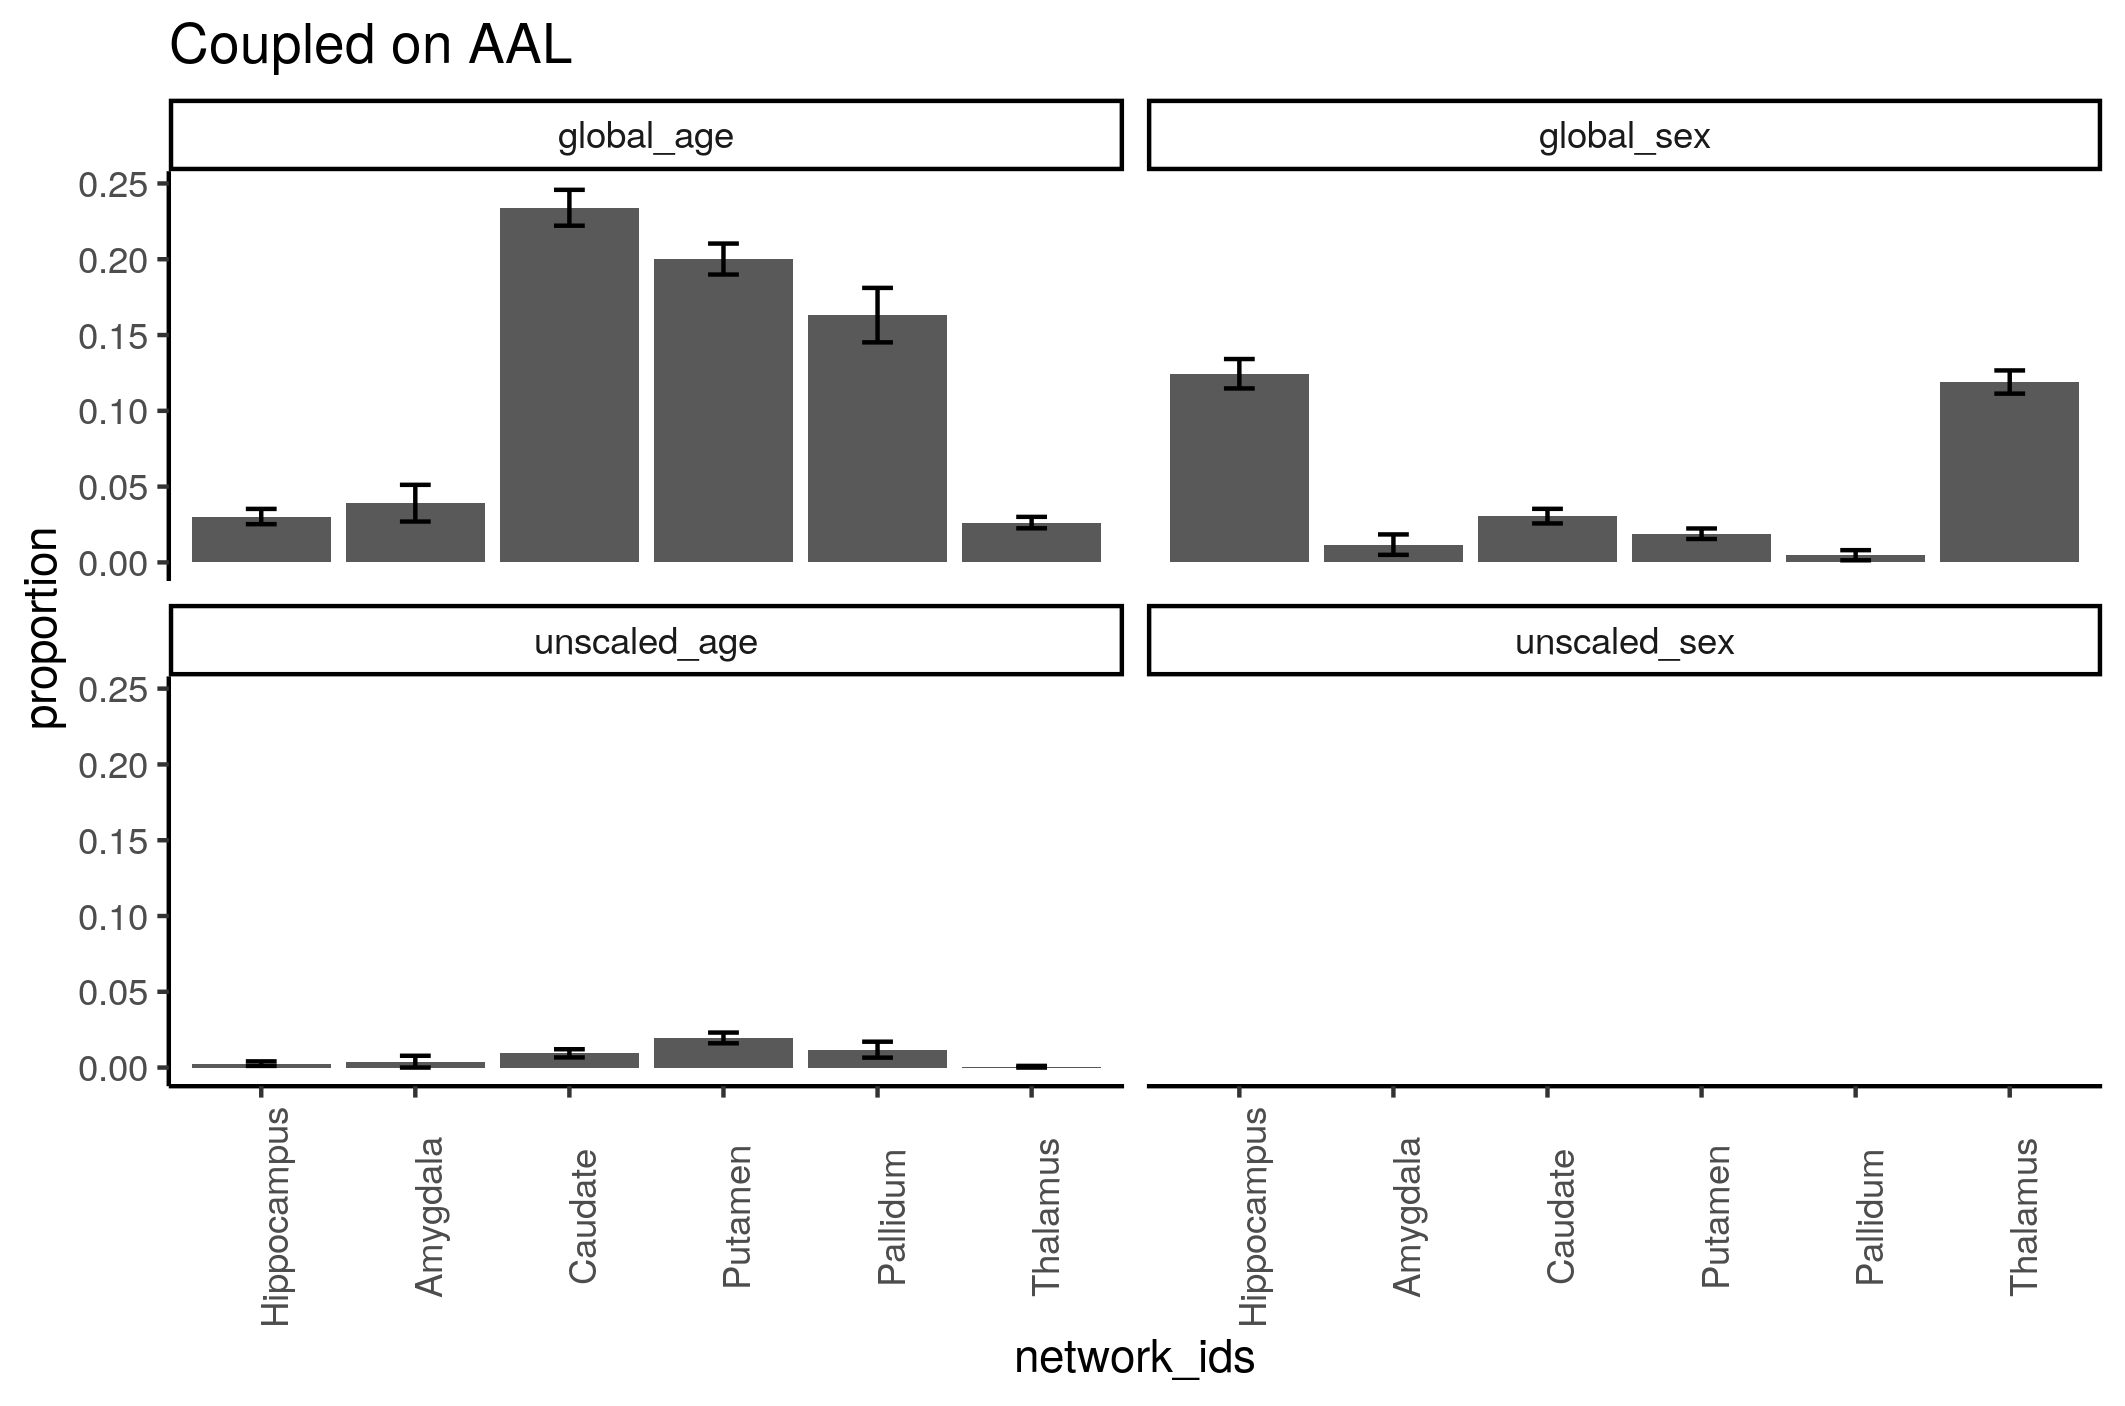 Coupled on AAL
global_age
global_sex
0.25
0.20
0.15
0.10
0.05
0.00
unscaled_age
unscaled_sex
0.25
0.20
0.15
0.10
0.05
0.00
proportion
Hippocampus
Amygdala
Caudate
Putamen
Pallidum
Thalamus
Hippocampus
Amygdala
Caudate
Putamen
Pallidum
Thalamus
network_ids